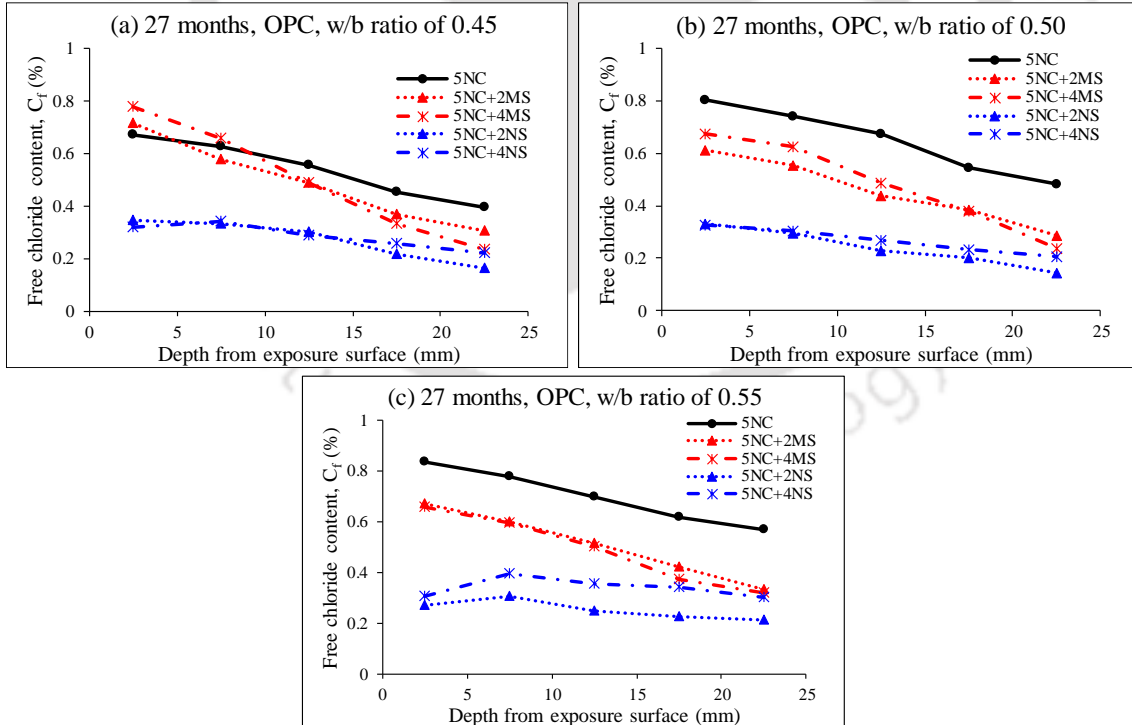 (a) 27 months, OPC, w/b ratio of 0.45
Free chloride content, C_f (%)
1
0.8
0.6
0.4
0.2
0
0 5 10 15 20 25
Depth from exposure surface (mm)
5NC
5NC+2MS
5NC+4MS
5NC+2NS
5NC+4NS
(b) 27 months, OPC, w/b ratio of 0.50
Free chloride content, C_f (%)
1
0.8
0.6
0.4
0.2
0
0 5 10 15 20 25
Depth from exposure surface (mm)
5NC
5NC+2MS
5NC+4MS
5NC+2NS
5NC+4NS
(c) 27 months, OPC, w/b ratio of 0.55
Free chloride content, C_f (%)
1
0.8
0.6
0.4
0.2
0
0 5 10 15 20 25
Depth from exposure surface (mm)
5NC
5NC+2MS
5NC+4MS
5NC+2NS
5NC+4NS